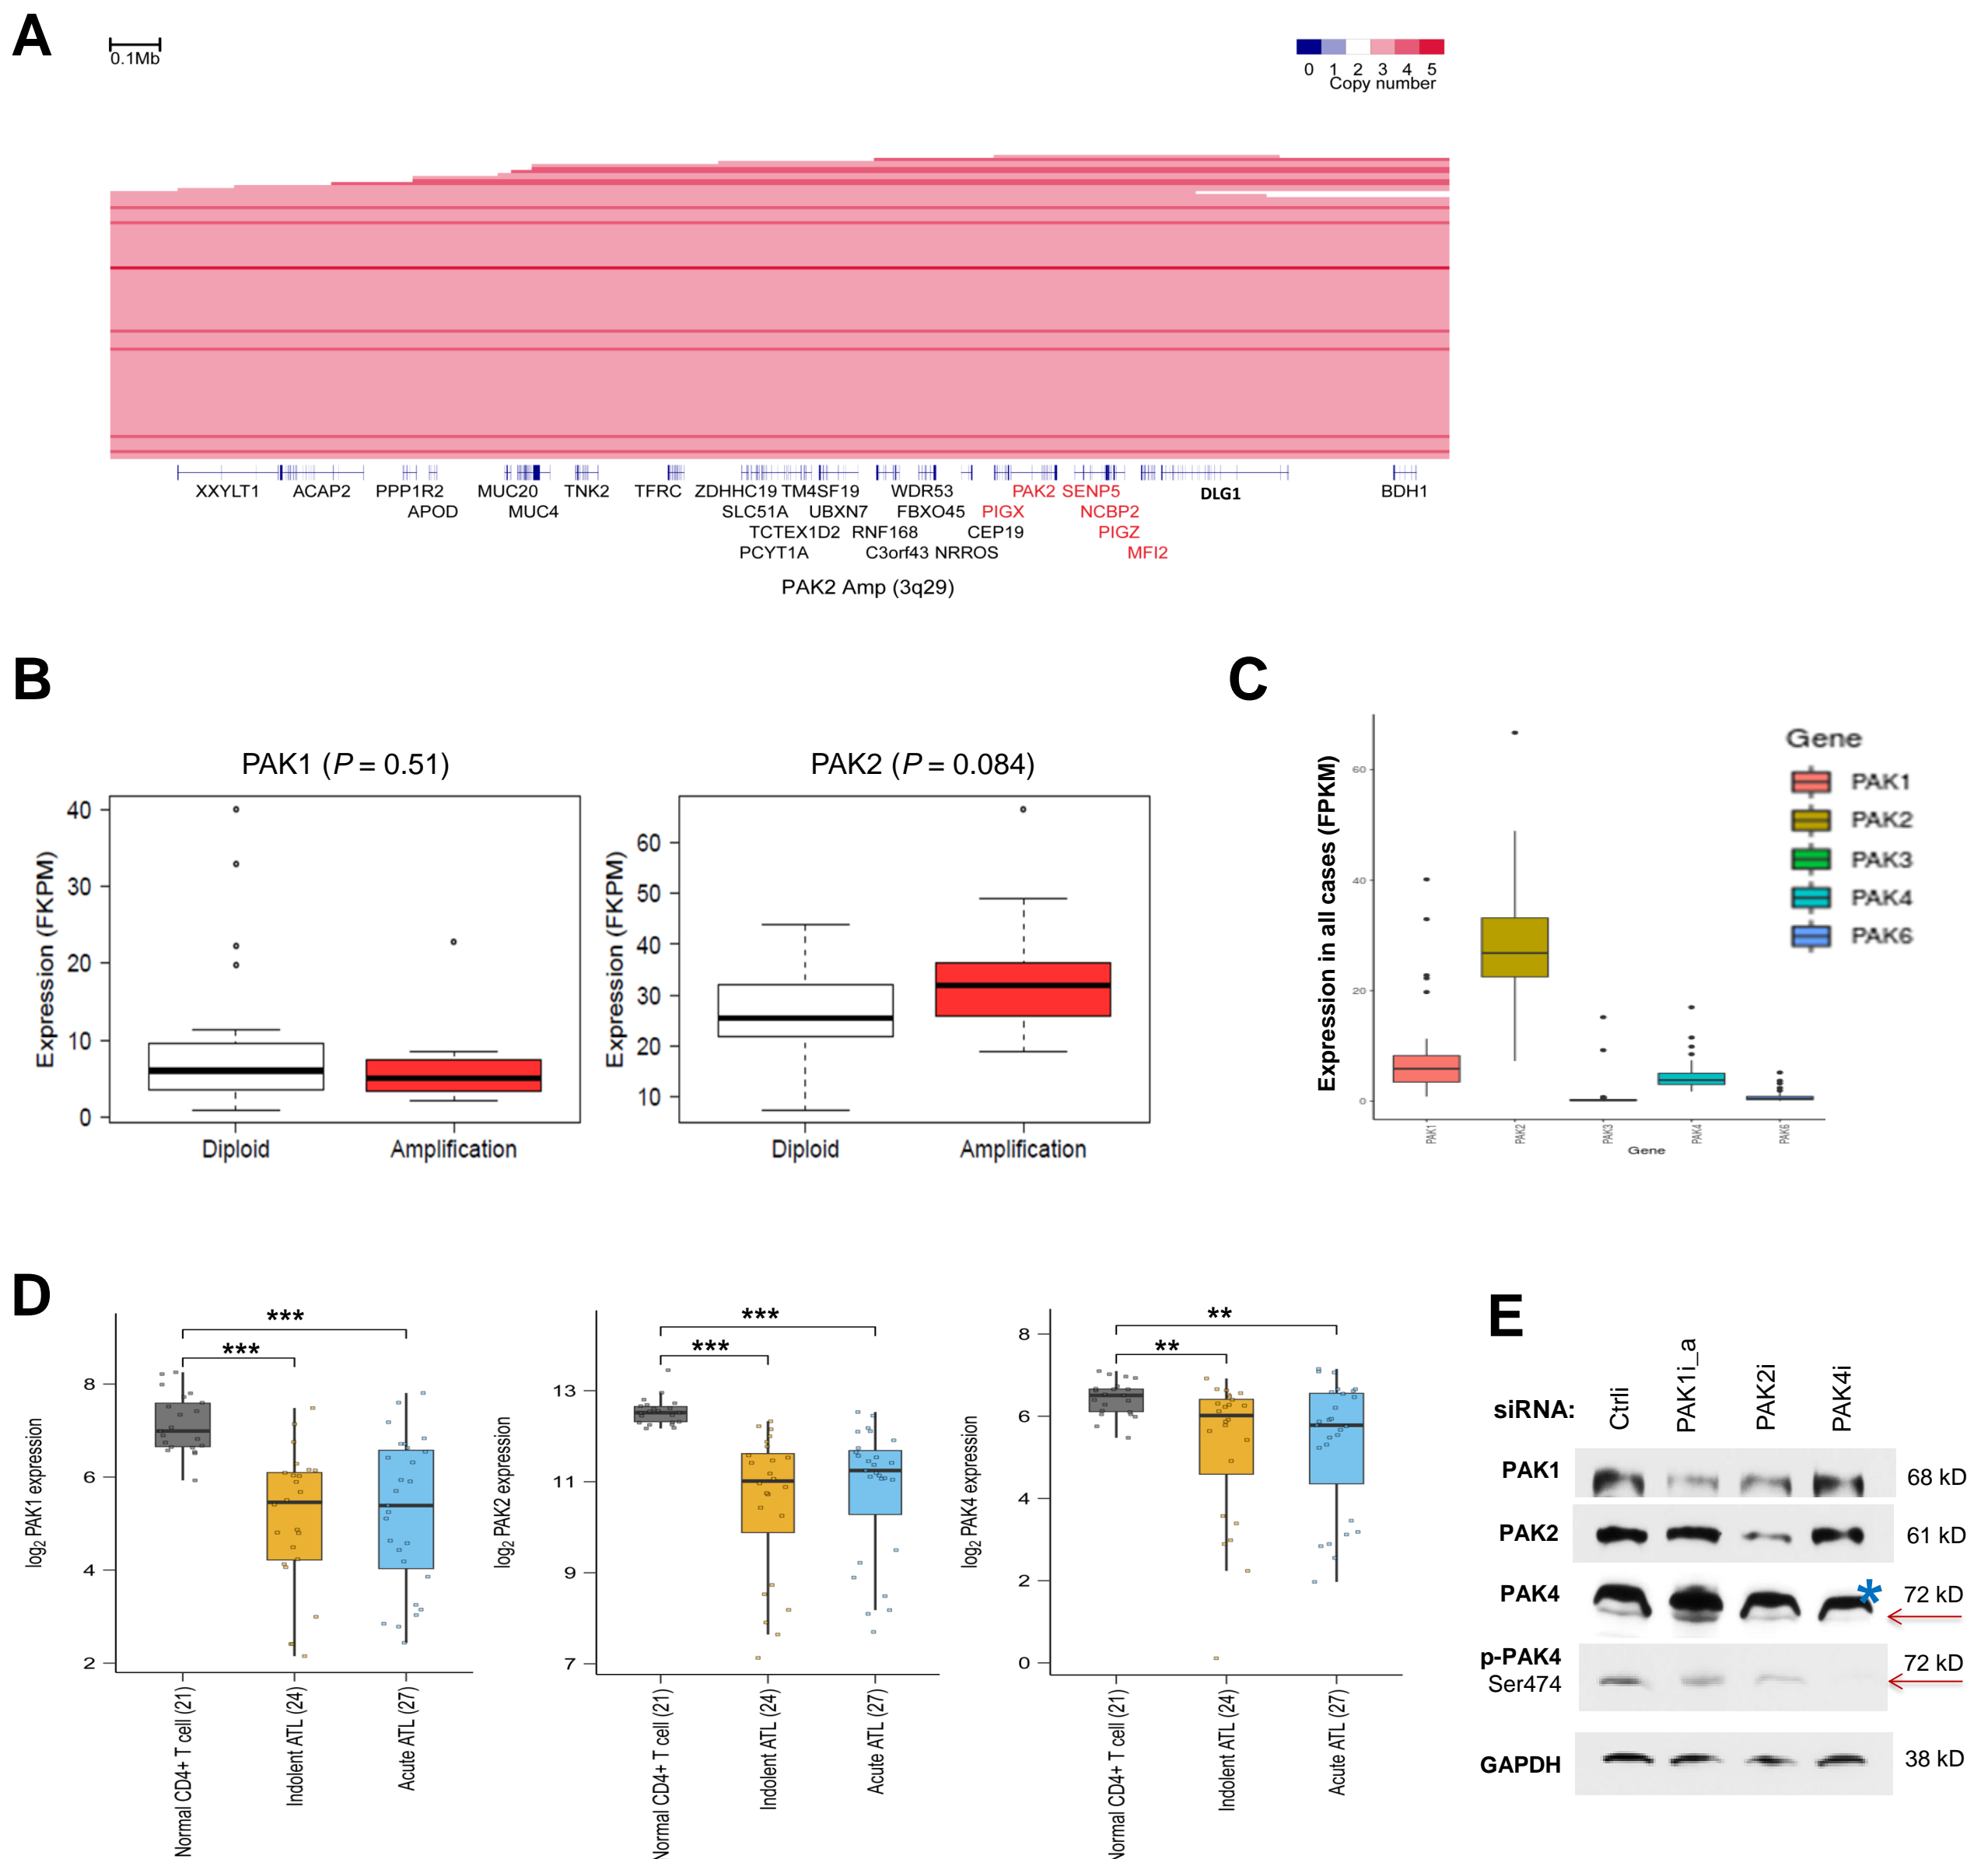 A
0.1Mb
0 1 2 3 4 5
Copy number
XXYLT1 ACAP2 PPP1R2 MUC20 TNK2 TFRC ZDHHC19 TM4SF19 WDR53 PAK2 SENP5 DLG1 BDH1
APOD MUC4 SLC51A UBXN7 FBXO45 PIGX NCBP2
TCTEX1D2 RNF168 CEP19 PIGZ
PCYT1A C3orf43 NRROS MFI2
PAK2 Amp (3q29)
B
PAK1 (P = 0.51)
Expression (FKPM)
40
30
20
10
0
Diploid Amplification
PAK2 (P = 0.084)
Expression (FKPM)
60
50
40
30
20
10
Diploid Amplification
C
Expression in all cases (FPKM)
60
40
20
0
PAK1 PAK2 PAK3 PAK4 PAK6
Gene
Gene
PAK1
PAK2
PAK3
PAK4
PAK6
D
log2 PAK1 expression
8
6
4
2
***
***
Normal CD4+ T cell (21)
Indolent ATL (24)
Acute ATL (27)
log2 PAK2 expression
13
11
9
7
***
***
Normal CD4+ T cell (21)
Indolent ATL (24)
Acute ATL (27)
log2 PAK4 expression
8
6
4
2
0
**
**
Normal CD4+ T cell (21)
Indolent ATL (24)
Acute ATL (27)
E
siRNA: Ctrli PAK1i_a PAK2i PAK4i
PAK1 68 kD
PAK2 61 kD
PAK4 * 72 kD
p-PAK4 72 kD
Ser474
GAPDH 38 kD